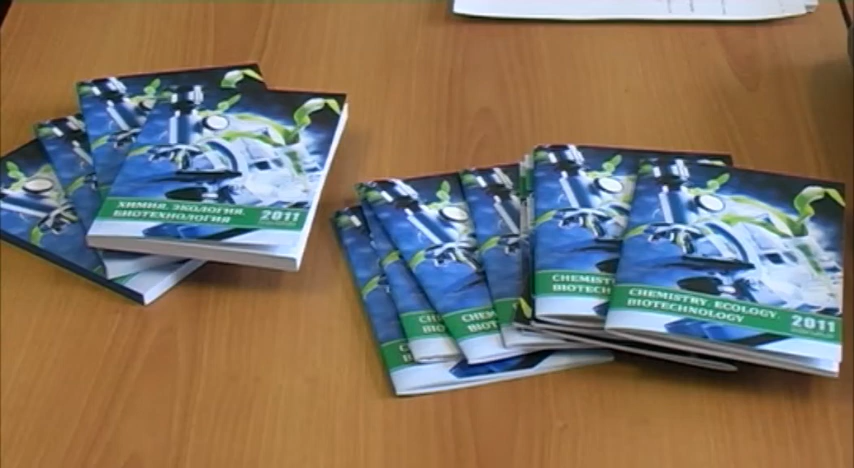 ХИМИЯ. ЭКОЛОГИЯ.
БИОТЕХНОЛОГИЯ
2011
CHEMISTRY. ECOLOGY.
BIOTECHNOLOGY
2011